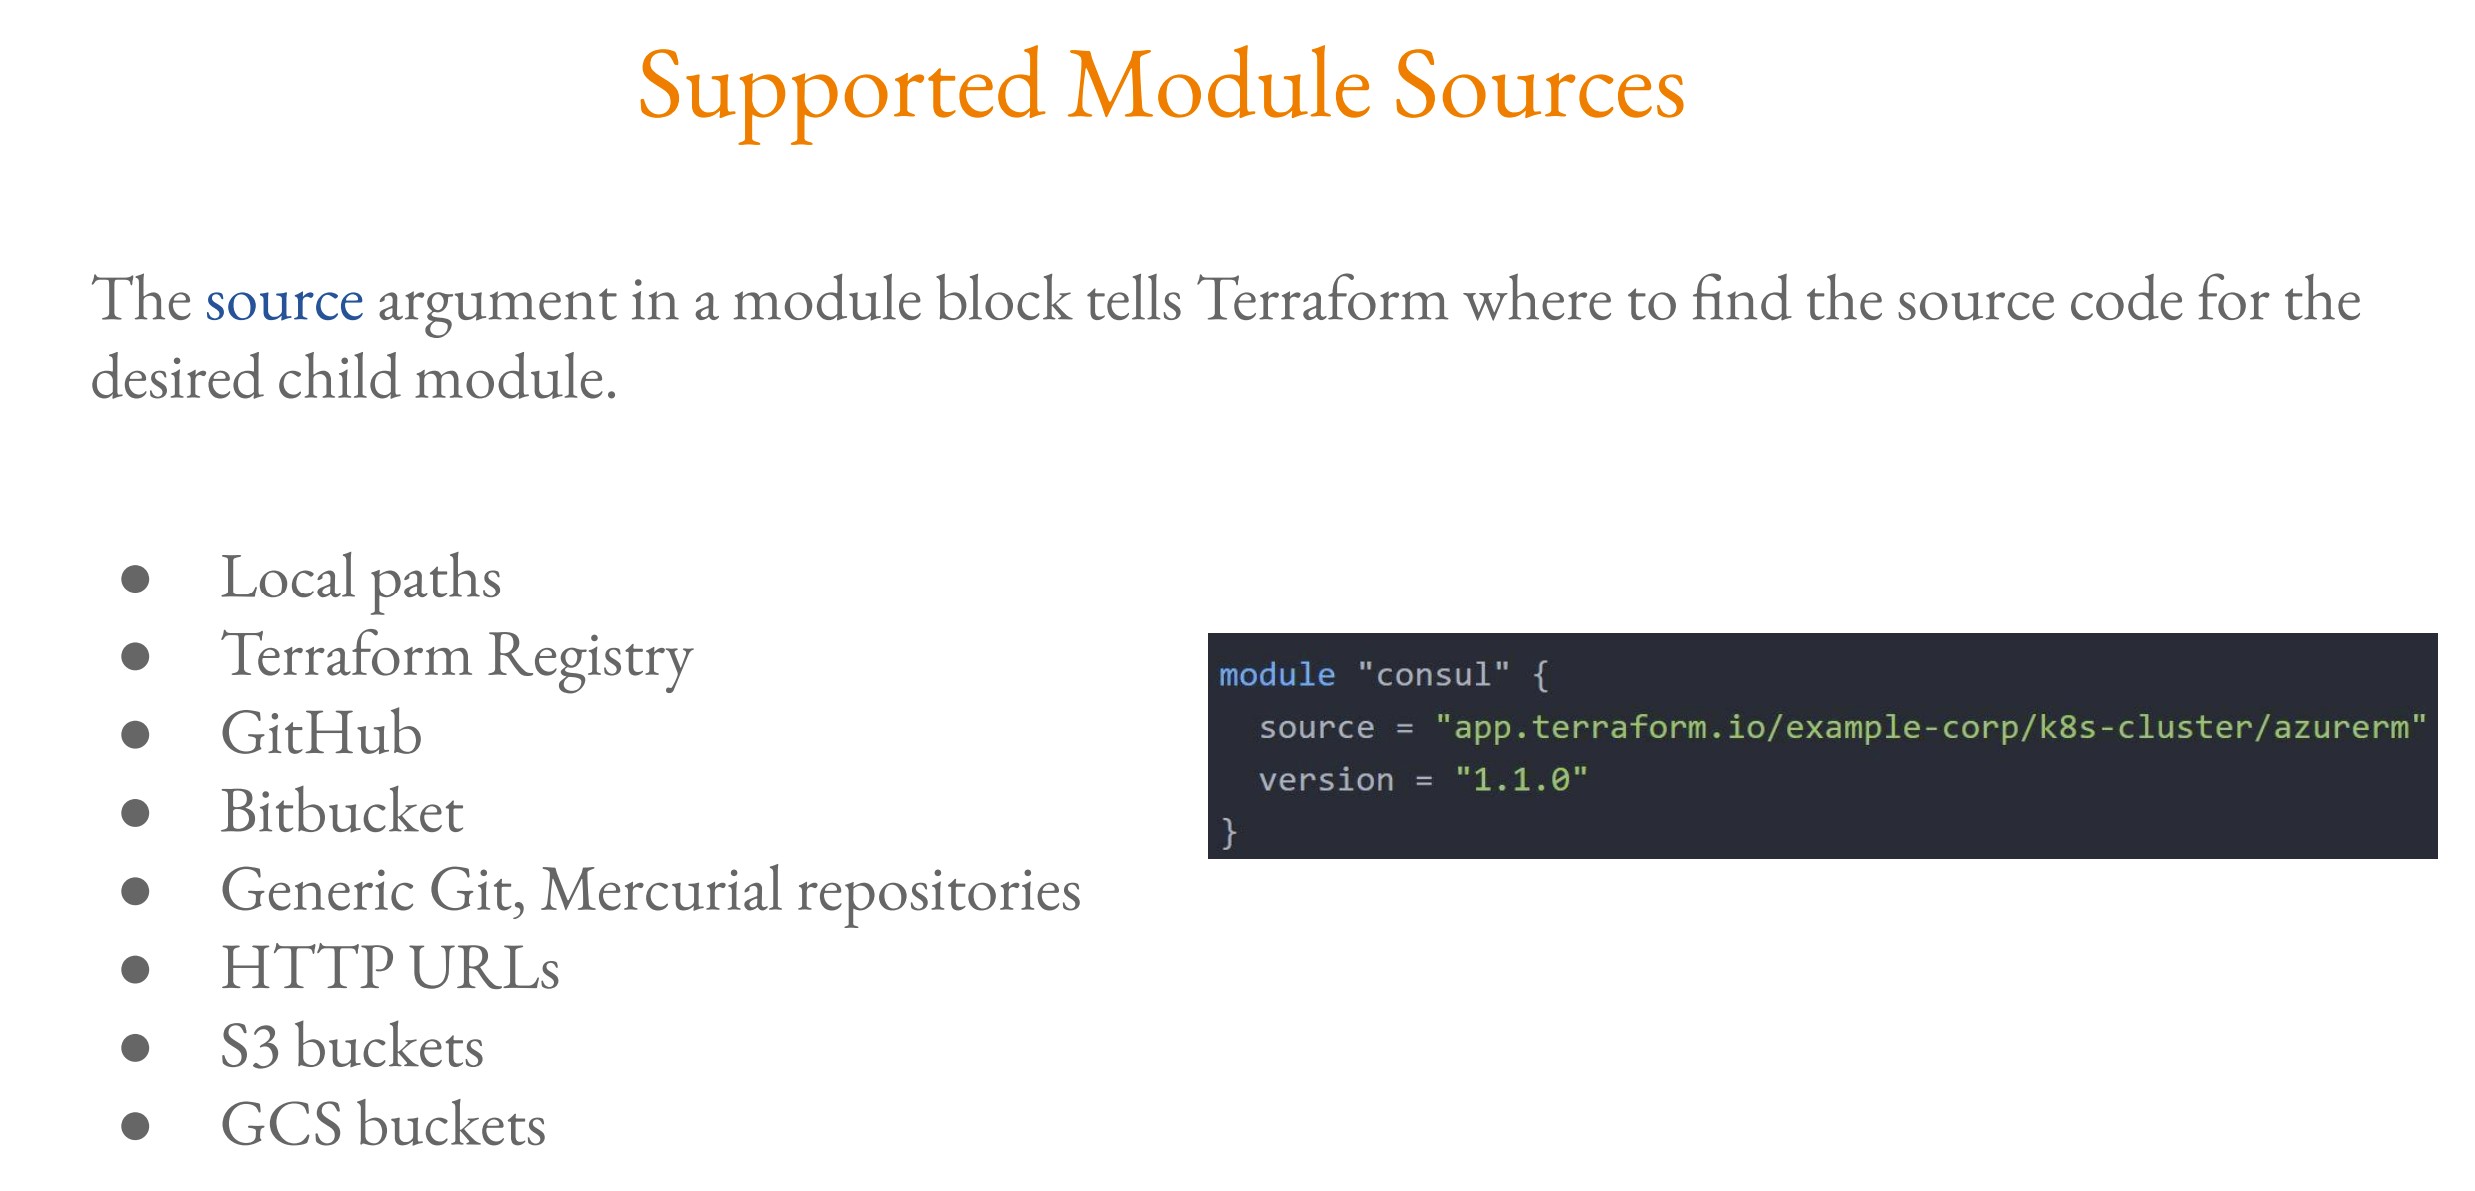 Supported Module Sources
The source argument in a module block tells Terraform where to find the source code for the
desired child module.
● Local paths
● Terraform Registry
● GitHub
● Bitbucket
● Generic Git, Mercurial repositories
● HTTP URLs
● S3 buckets
● GCS buckets
module "consul" {
  source = "app.terraform.io/example-corp/k8s-cluster/azurerm"
  version = "1.1.0"
}